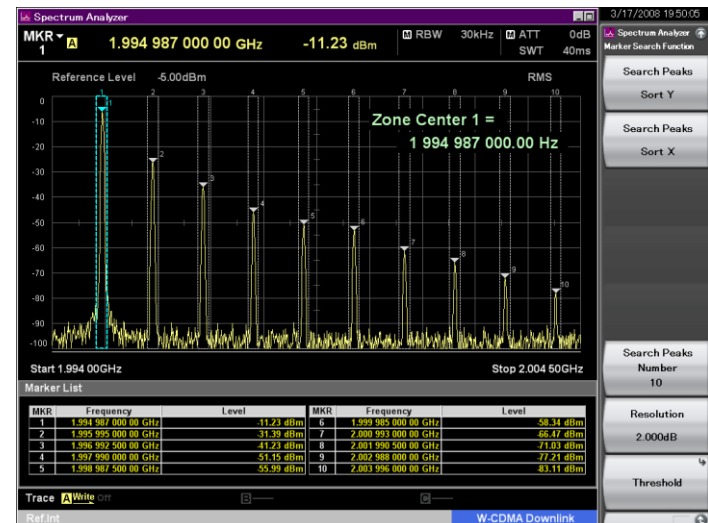 Spectrum Analyzer
3/17/2008 19:50:05
MKR 1 A 1.994 987 000 00 GHz -11.23 dBm
M RBW 30kHz M ATT 0dB
SWT 40ms
Spectrum Analyzer
Marker Search Function
Reference Level -5.00dBm RMS
1 2 3 4 5 6 7 8 9 10
0
-10
-20
-30
-40
-50
-60
-70
-80
-90
-100
1
2
3
4
5
6
7
8
9
10
Zone Center 1 =
1 994 987 000.00 Hz
Start 1.994 00GHz Stop 2.004 50GHz
Marker List
MKR Frequency Level MKR Frequency Level
1 1.994 987 000 00 GHz -11.23 dBm 6 1.999 985 000 00 GHz -58.34 dBm
2 1.995 995 000 00 GHz -31.39 dBm 7 2.000 993 000 00 GHz -66.47 dBm
3 1.996 992 500 00 GHz -41.23 dBm 8 2.001 990 500 00 GHz -71.03 dBm
4 1.997 990 000 00 GHz -51.15 dBm 9 2.002 988 000 00 GHz -77.21 dBm
5 1.998 987 500 00 GHz -55.99 dBm 10 2.003 996 000 00 GHz -83.11 dBm
Trace A Write Off B ---- C ----
Ref.Int W-CDMA Downlink
Search Peaks
Sort Y
Search Peaks
Sort X
Search Peaks
Number
10
Resolution
2.000dB
Threshold